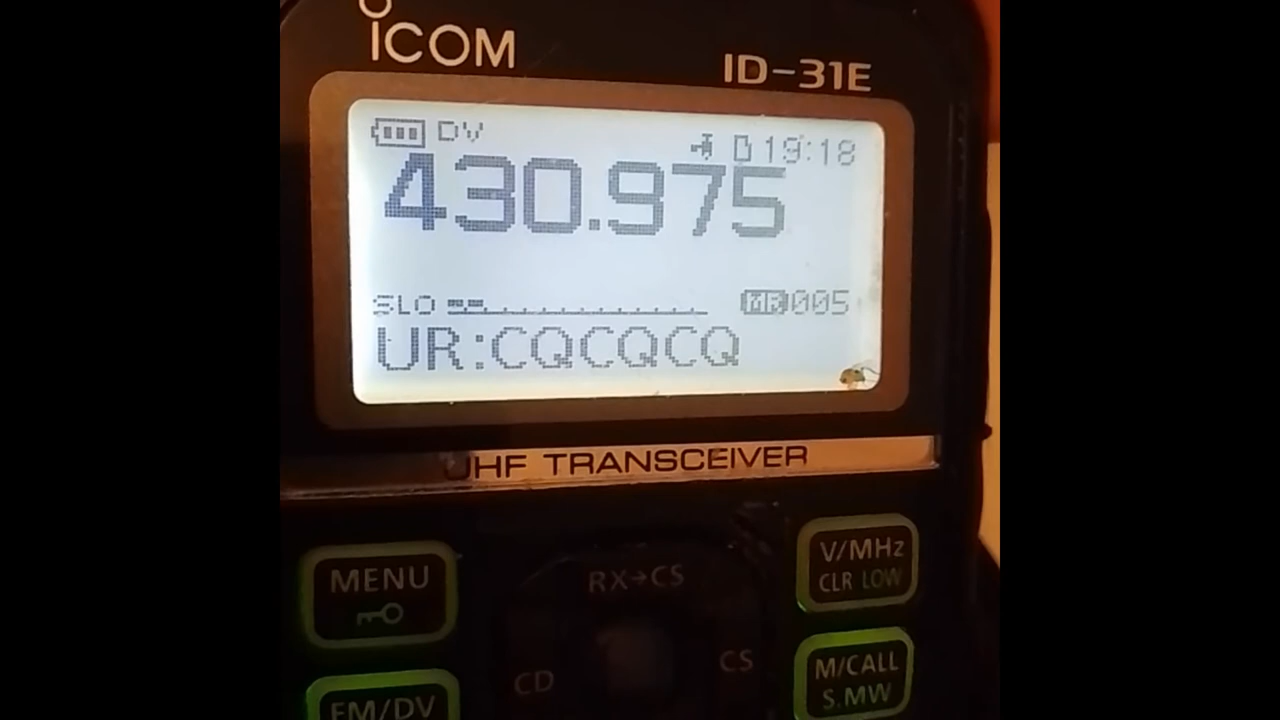 ICOM
ID-31E
DV 19:18
430.975
SLO MR 005
UR:CQCQCQ
UHF TRANSCEIVER
MENU
RX→CS
V/MHz
CLR LOW
CD
CS
M/CALL
S.MW
FM/DV